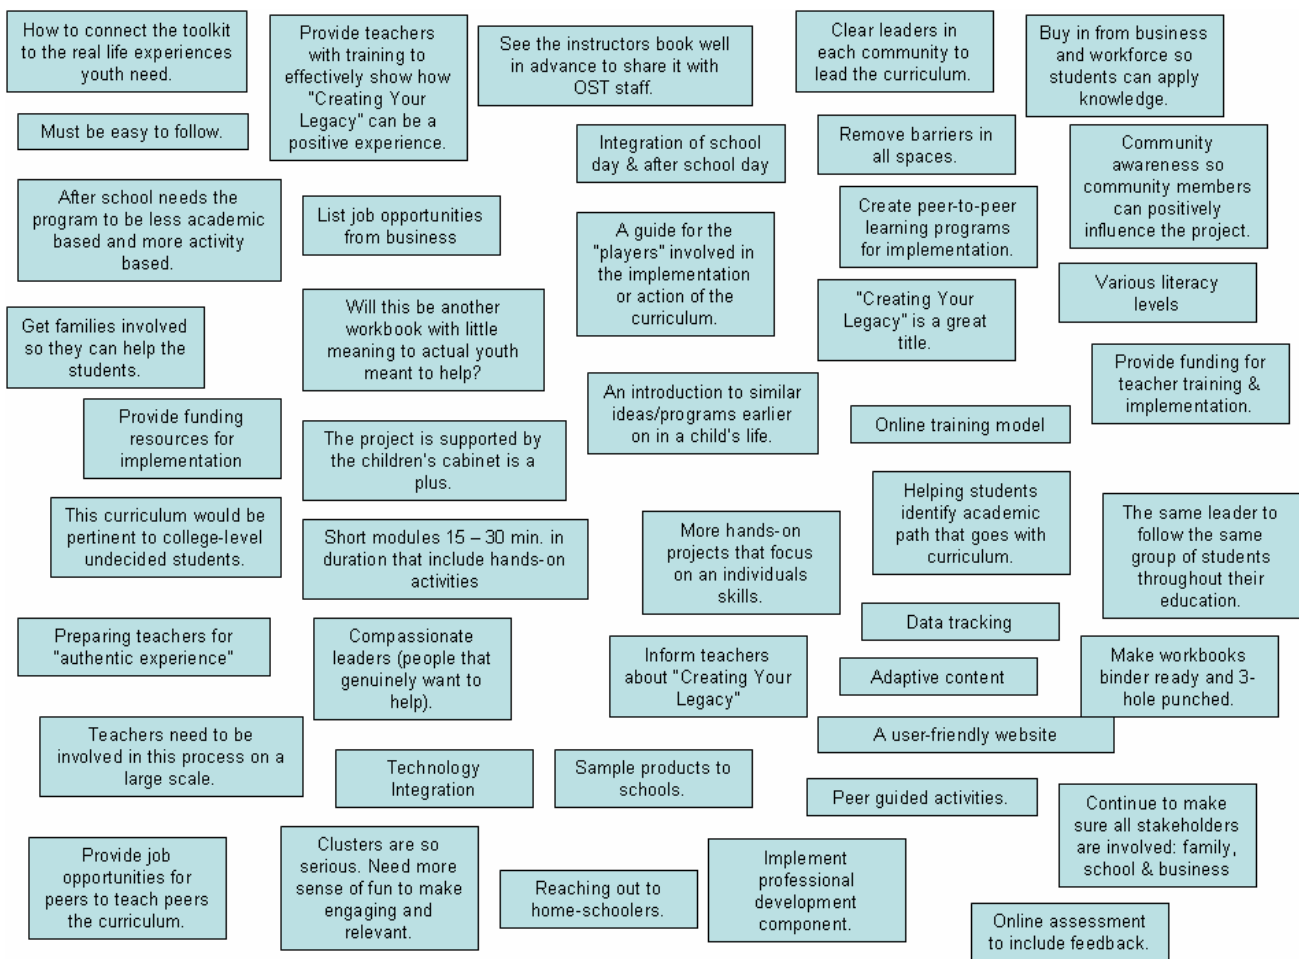 How to connect the toolkit
to the real life experiences
youth need.
Provide teachers
with training to
effectively show how
"Creating Your
Legacy" can be a
positive experience.
See the instructors book well
in advance to share it with
OST staff.
Clear leaders in
each community to
lead the curriculum.
Buy in from business
and workforce so
students can apply
knowledge.
Must be easy to follow.
Integration of school
day & after school day
Remove barriers in
all spaces.
Community
awareness so
community members
can positively
influence the project.
After school needs the
program to be less academic
based and more activity
based.
List job opportunities
from business
A guide for the
"players" involved in
the implementation
or action of the
curriculum.
Create peer-to-peer
learning programs
for implementation.
Various literacy
levels
Get families involved
so they can help the
students.
Will this be another
workbook with little
meaning to actual youth
meant to help?
"Creating Your
Legacy" is a great
title.
Provide funding for
teacher training &
implementation.
An introduction to similar
ideas/programs earlier
on in a child's life.
Provide funding
resources for
implementation
The project is supported by
the children's cabinet is a
plus.
Online training model
This curriculum would be
pertinent to college-level
undecided students.
Short modules 15 – 30 min. in
duration that include hands-on
activities
More hands-on
projects that focus
on an individuals
skills.
Helping students
identify academic
path that goes with
curriculum.
The same leader to
follow the same
group of students
throughout their
education.
Data tracking
Preparing teachers for
"authentic experience"
Compassionate
leaders (people that
genuinely want to
help).
Inform teachers
about "Creating Your
Legacy"
Adaptive content
Make workbooks
binder ready and 3-
hole punched.
Teachers need to be
involved in this process on a
large scale.
Technology
Integration
Sample products to
schools.
A user-friendly website
Peer guided activities.
Continue to make
sure all stakeholders
are involved: family,
school & business
Provide job
opportunities for
peers to teach peers
the curriculum.
Clusters are so
serious. Need more
sense of fun to make
engaging and
relevant.
Reaching out to
home-schoolers.
Implement
professional
development
component.
Online assessment
to include feedback.